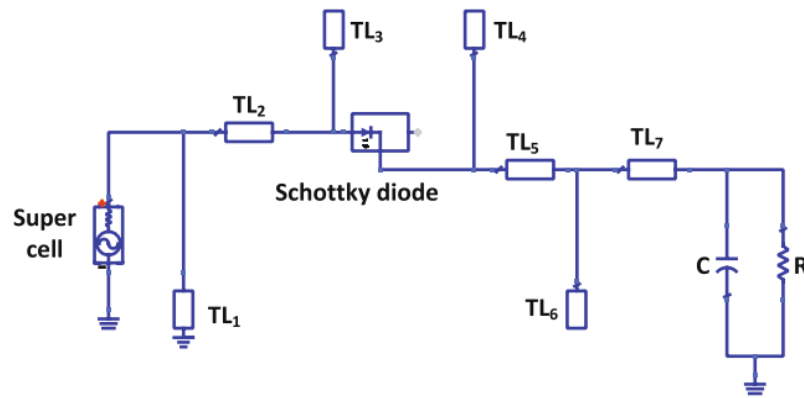 TL₃
TL₄
TL₂
TL₅
TL₇
Schottky diode
Super
cell
C
R
TL₁
TL₆